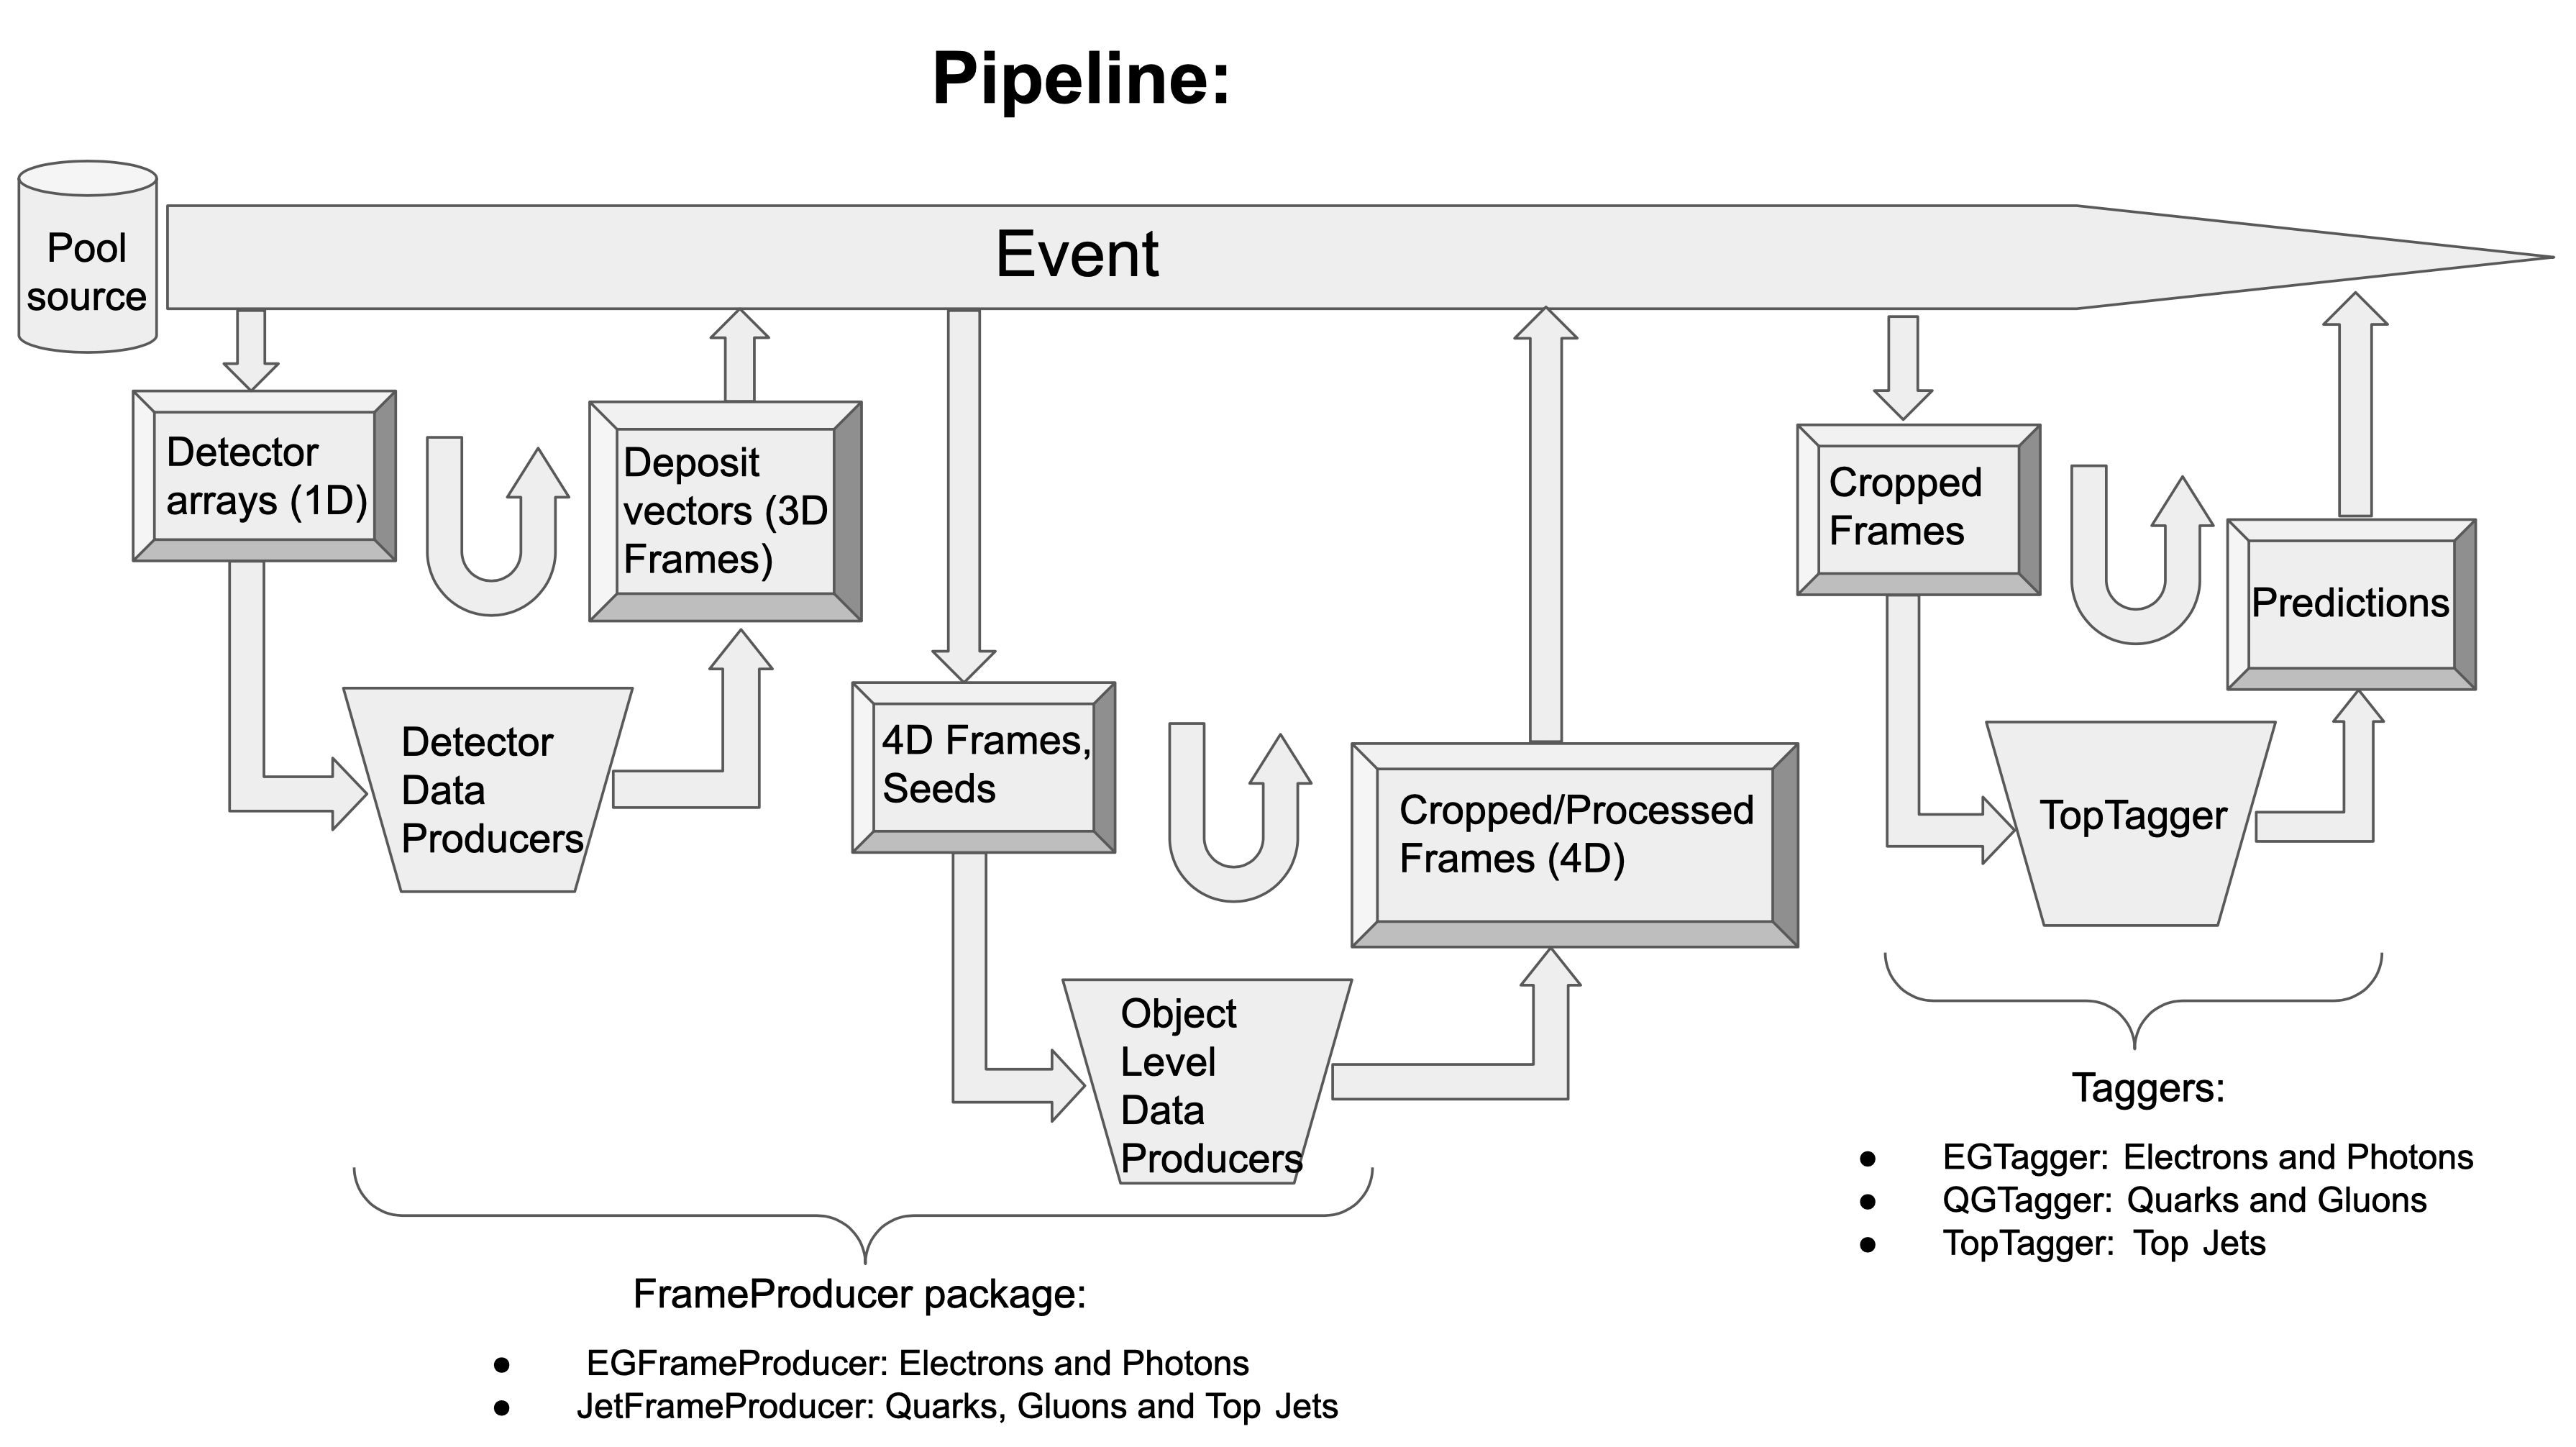 Pipeline:
Pool
source
Event
Detector
arrays (1D)
Deposit
vectors (3D
Frames)
Detector
Data
Producers
4D Frames,
Seeds
Cropped/Processed
Frames (4D)
Object
Level
Data
Producers
Cropped
Frames
Predictions
TopTagger
FrameProducer package:
● EGFrameProducer: Electrons and Photons
● JetFrameProducer: Quarks, Gluons and Top Jets
Taggers:
● EGTagger: Electrons and Photons
● QGTagger: Quarks and Gluons
● TopTagger: Top Jets